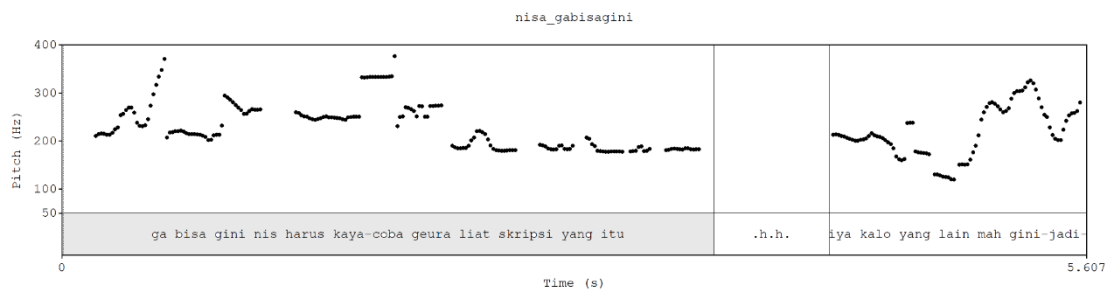 nisa_gabisagini
400
300
200
100
50
Pitch (Hz)
ga bisa gini nis harus kaya-coba geura liat skripsi yang itu
.h.h.
iya kalo yang lain mah gini-jadi-
0
5.607
Time (s)